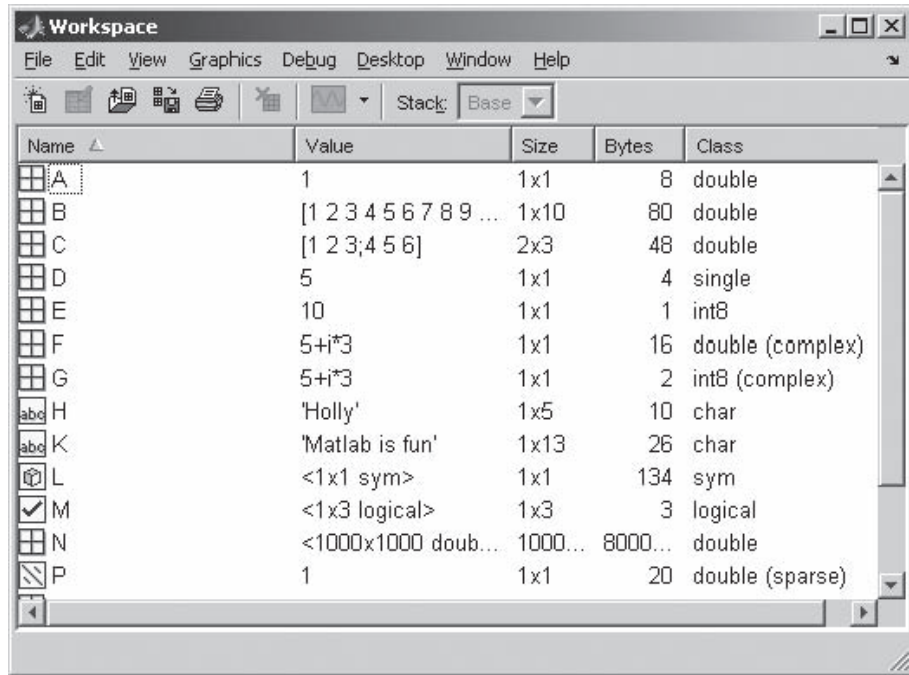 Workspace
File Edit View Graphics Debug Desktop Window Help
Stack: Base
Name Value Size Bytes Class
A 1 1x1 8 double
B [1 2 3 4 5 6 7 8 9 ... 1x10 80 double
C [1 2 3;4 5 6] 2x3 48 double
D 5 1x1 4 single
E 10 1x1 1 int8
F 5+i*3 1x1 16 double (complex)
G 5+i*3 1x1 2 int8 (complex)
abc H 'Holly' 1x5 10 char
abc K 'Matlab is fun' 1x13 26 char
L <1x1 sym> 1x1 134 sym
M <1x3 logical> 1x3 3 logical
N <1000x1000 doub... 1000... 8000... double
P 1 1x1 20 double (sparse)